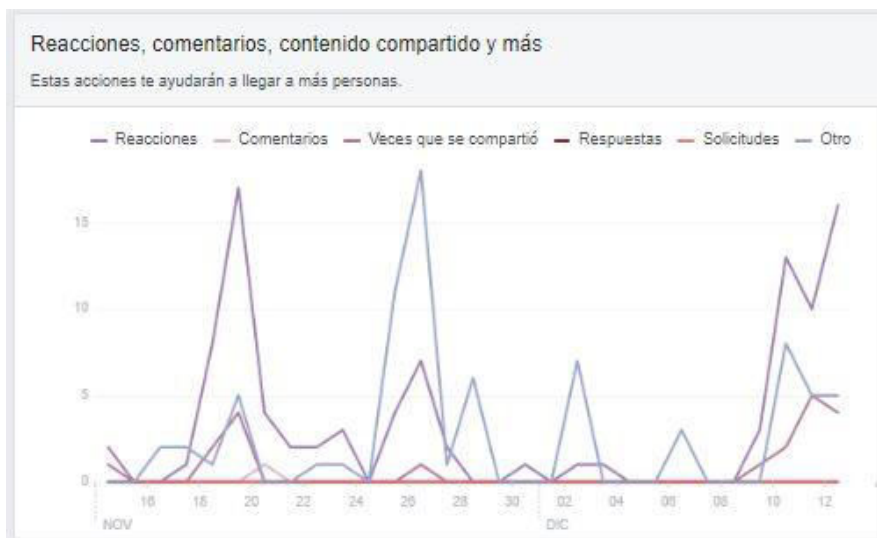 Reacciones, comentarios, contenido compartido y más
Estas acciones te ayudarán a llegar a más personas.
Reacciones Comentarios Veces que se compartió Respuestas Solicitudes Otro
15
10
5
0
16 18 20 22 24 26 28 30 02 04 06 08 10 12
NOV DIC